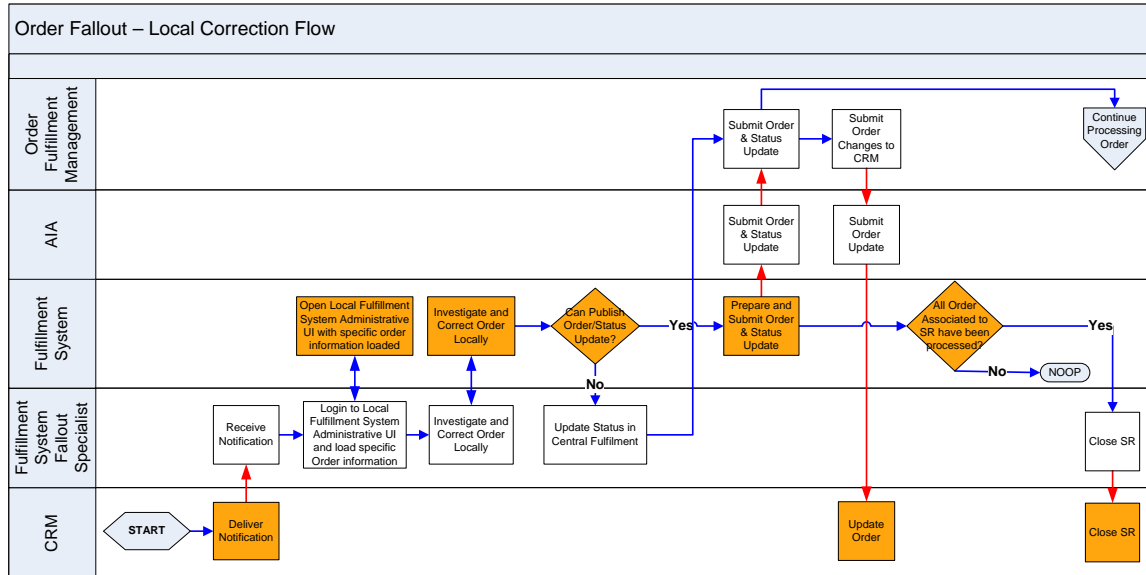 Order Fallout – Local Correction Flow
Order
Fulfillment
Management
Submit Order
& Status
Update
Submit
Order
Changes to
CRM
Continue
Processing
Order
AIA
Submit Order
& Status
Update
Submit
Order
Update
Fulfillment
System
Open Local Fulfillment
System Administrative
UI with specific order
information loaded
Investigate and
Correct Order
Locally
Can Publish
Order/Status
Update?
Yes
No
Prepare and
Submit Order
& Status
Update
All Order
Associated to
SR have been
processed?
Yes
No
NOOP
Fulfillment
System
Fallout
Specialist
Receive
Notification
Login to Local
Fulfillment System
Administrative UI
and load specific
Order information
Investigate and
Correct Order
Locally
Update Status in
Central Fulfilment
Close SR
CRM
START
Deliver
Notification
Update
Order
Close SR